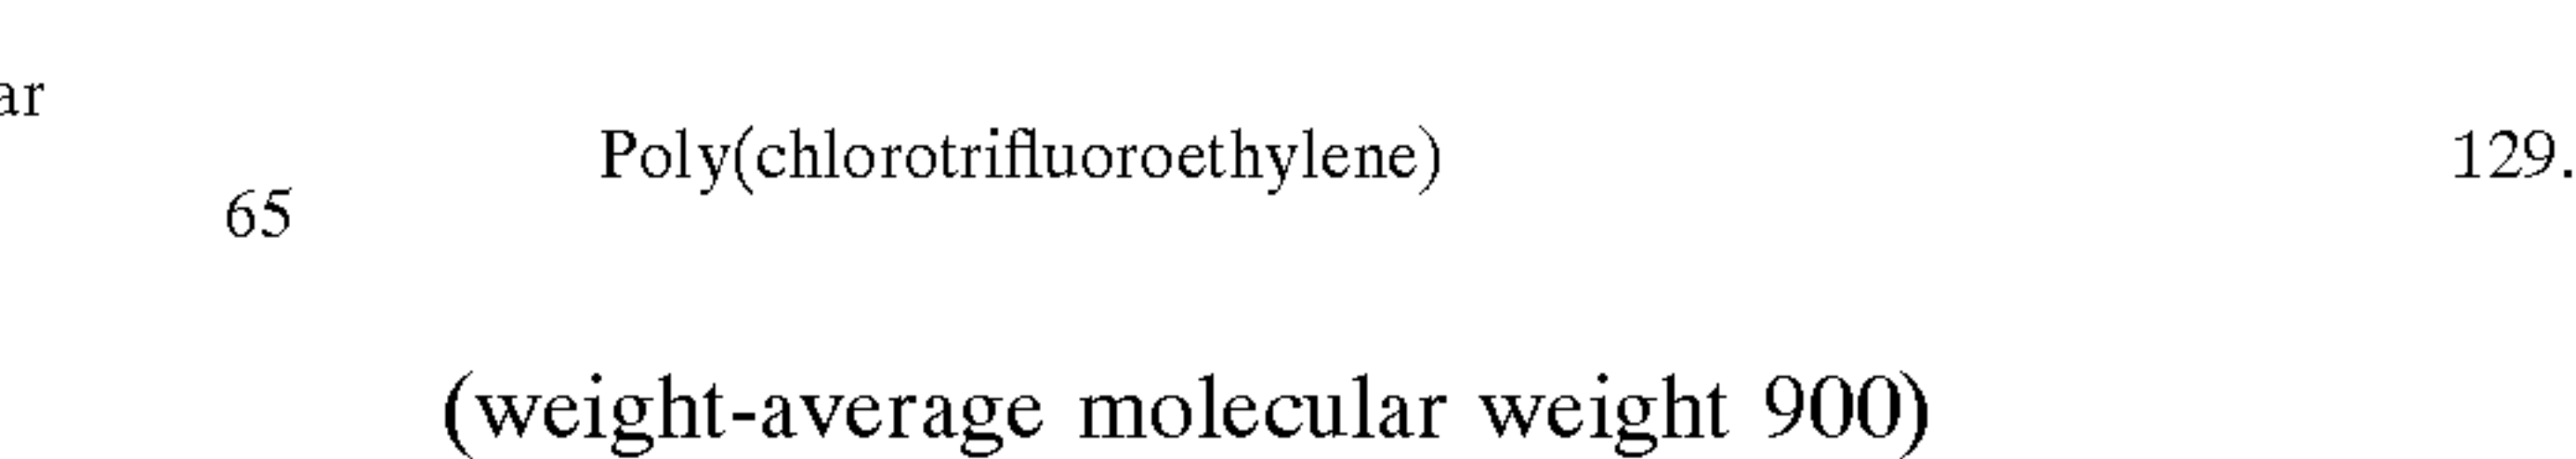 ar
Poly(chlorotrifluoroethylene) 129.
65
(weight-average molecular weight 900)